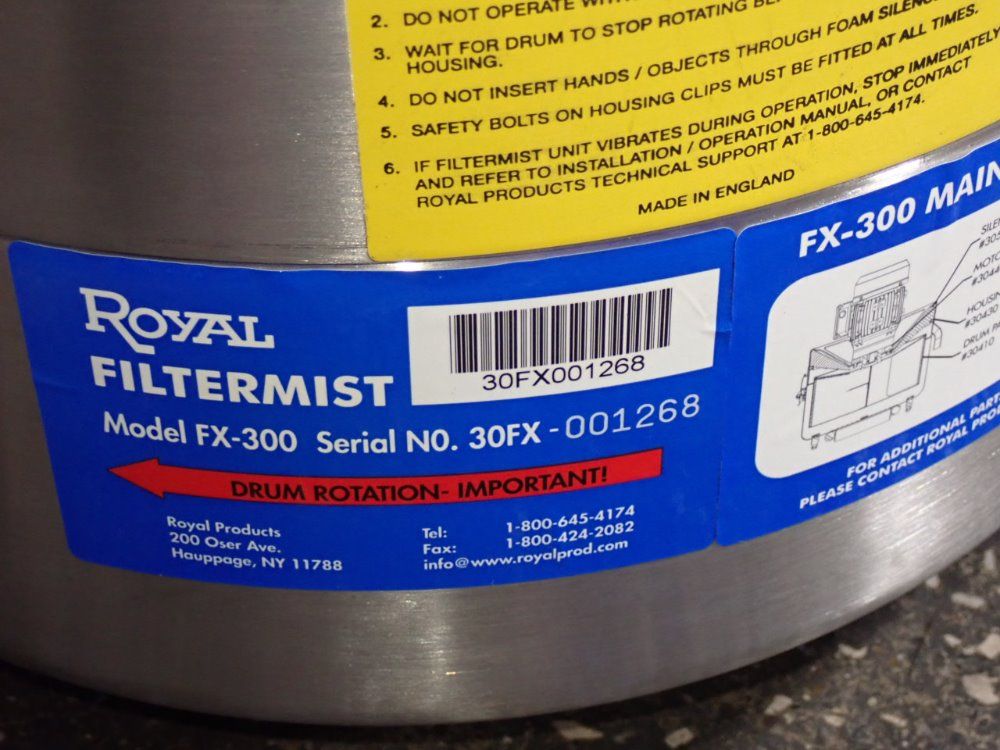 2. DO NOT OPERATE
3. WAIT FOR DRUM TO STOP ROTATING
HOUSING.
4. DO NOT INSERT HANDS / OBJECTS THROUGH FOAM
5. SAFETY BOLTS ON HOUSING CLIPS MUST BE FITTED AT ALL TIMES.
6. IF FILTERMIST UNIT VIBRATES DURING OPERATION, STOP IMMEDIATELY
AND REFER TO INSTALLATION / OPERATION MANUAL, OR CONTACT
ROYAL PRODUCTS TECHNICAL SUPPORT AT 1-800-645-4174.
MADE IN ENGLAND
ROYAL
FILTERMIST
30FX001268
Model FX-300 Serial N0. 30FX -001268
DRUM ROTATION- IMPORTANT!
Royal Products
200 Oser Ave.
Hauppage, NY 11788
Tel: 1-800-645-4174
Fax: 1-800-424-2082
info@www.royalprod.com
FX-300
#30430
#30410
FOR ADDITIONAL
PLEASE CONTACT ROYAL